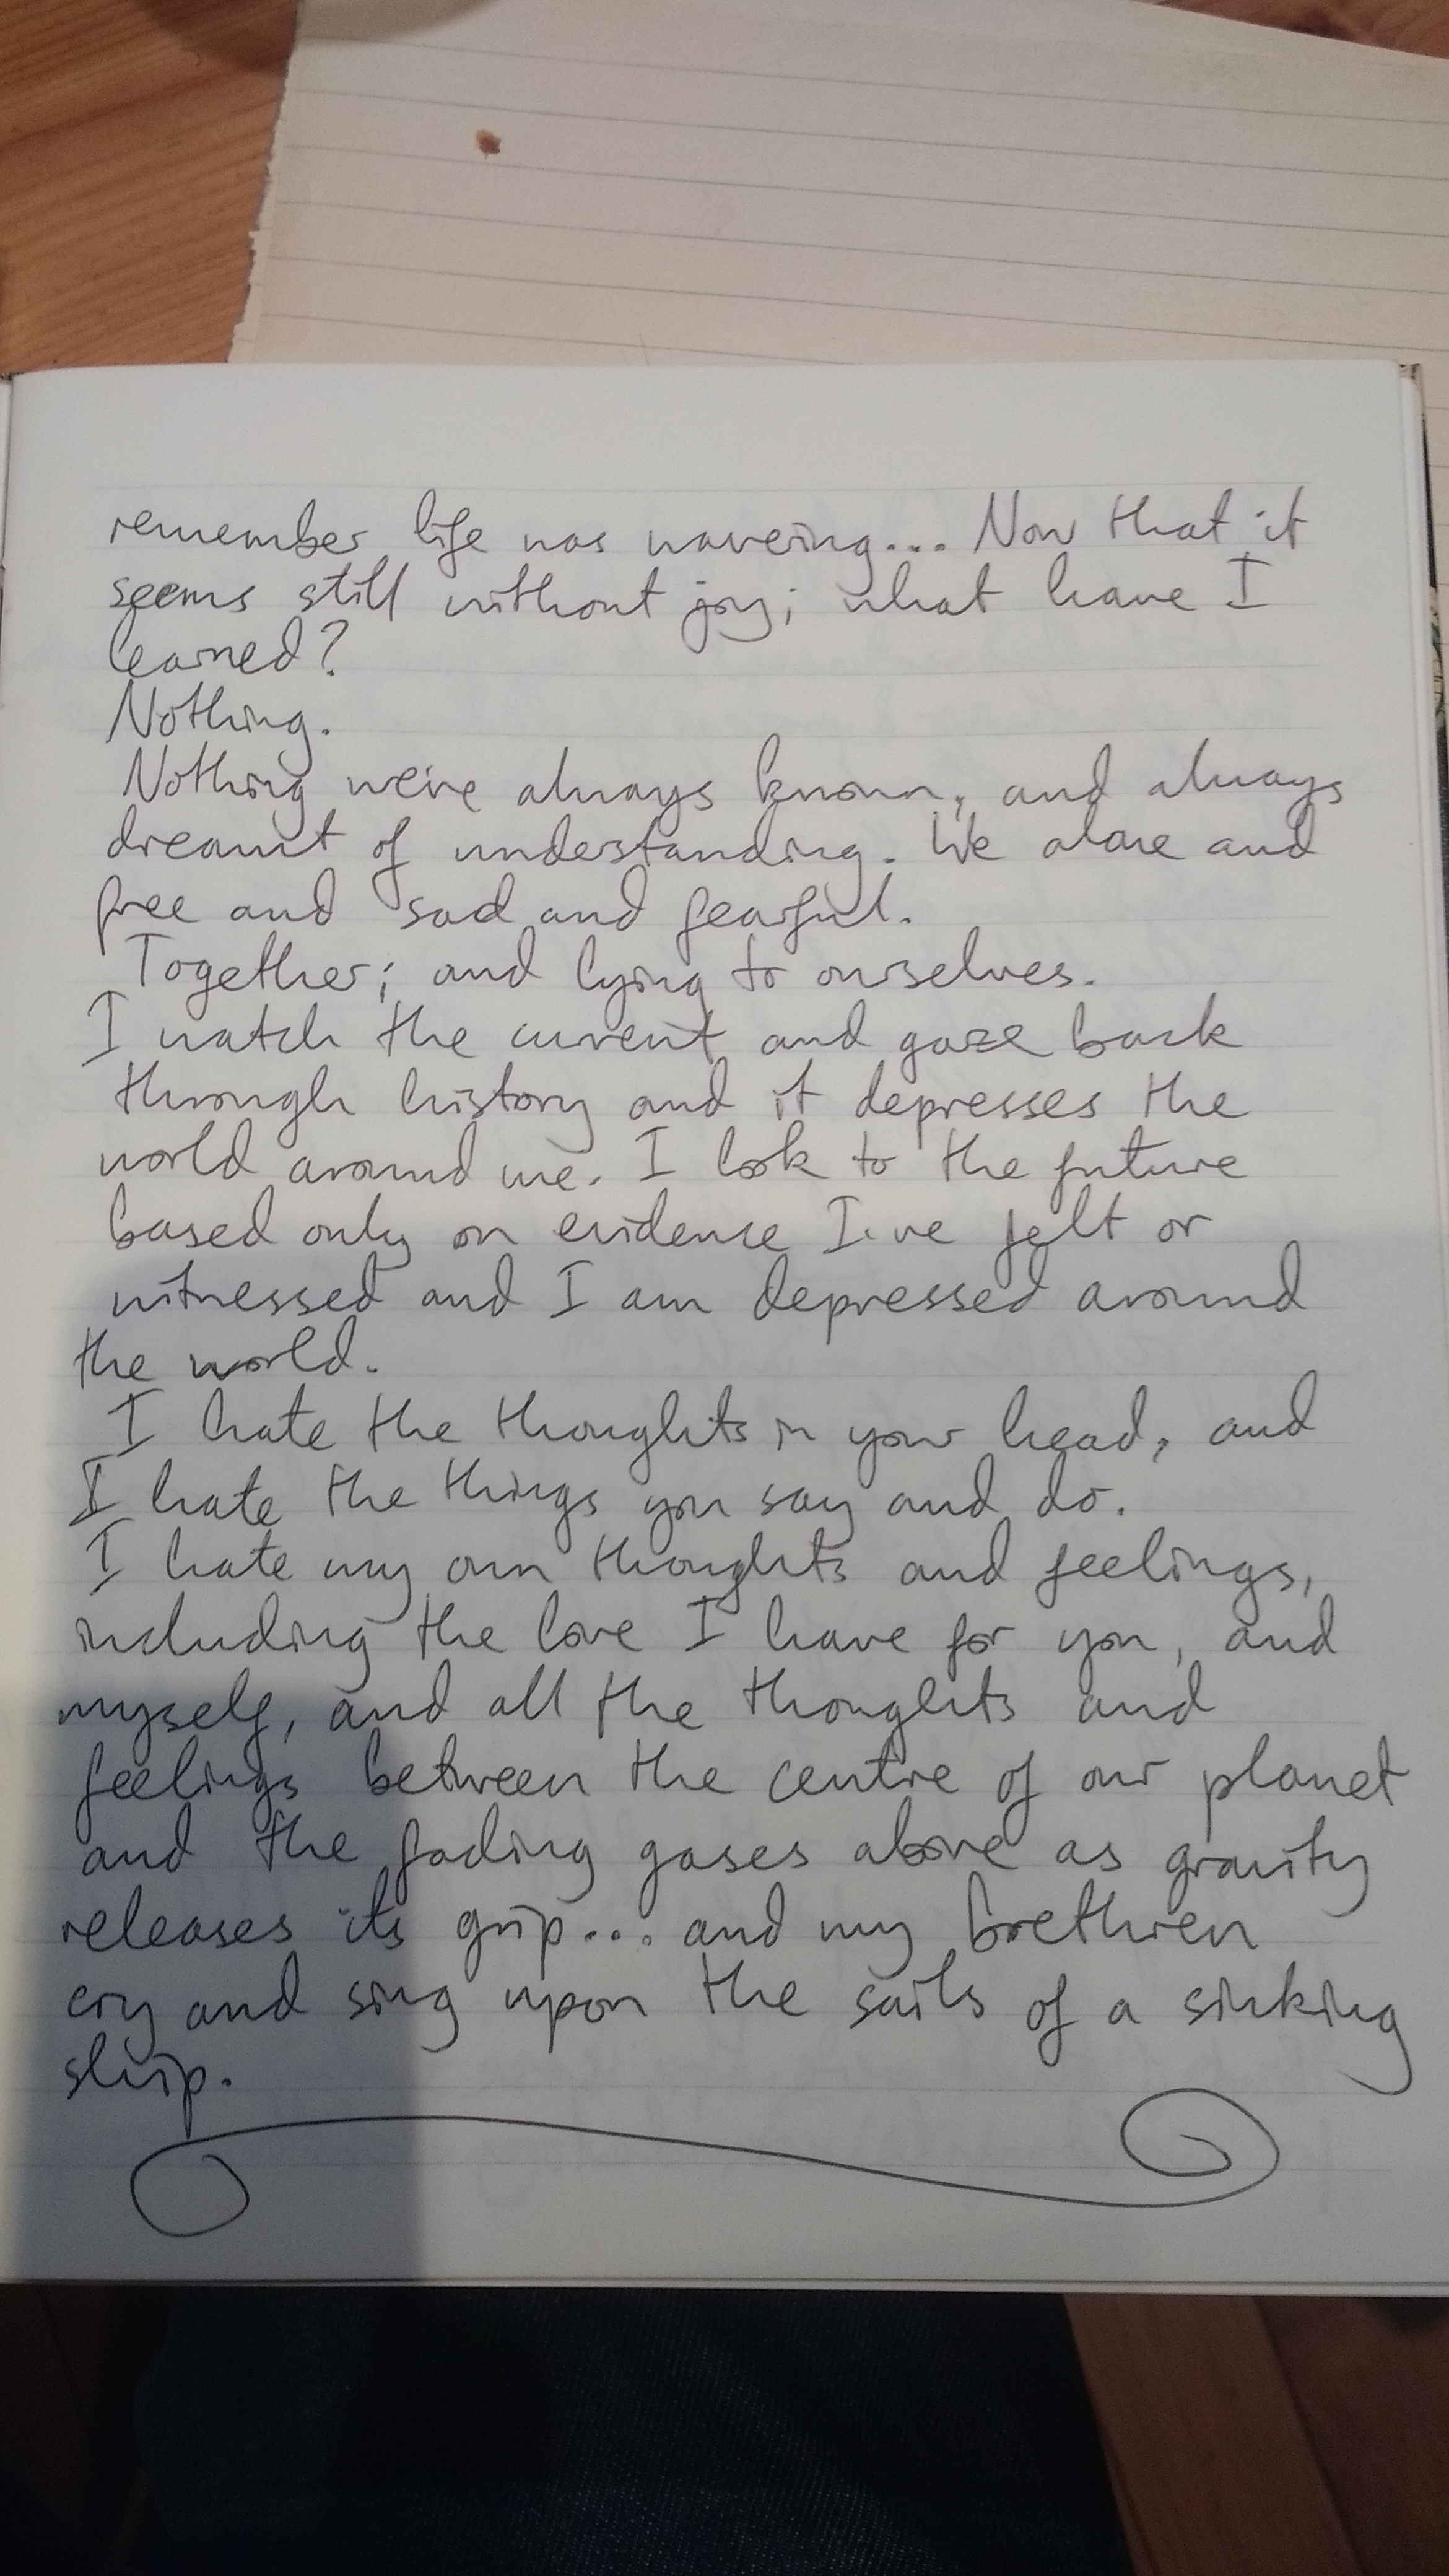 remember life was wavering... Now that it
seems still without joy; what have I
learned?
Nothing.
Nothing we've always known, and always
dreamt of understanding. We alone and
free and sad and fearful.
Together; and lying to ourselves.
I watch the current and gaze back
through history and it depresses the
world around me. I look to the future
based only on evidence I've felt or
witnessed and I am depressed around
the world.
I hate the thoughts in your head, and
I hate the things you say and do.
I hate my own thoughts and feelings,
including the love I have for you, and
myself, and all the thoughts and
feelings between the centre of our planet
and the fading gases above as gravity
releases its grip... and my brethren
cry and sing upon the sails of a sinking
ship.